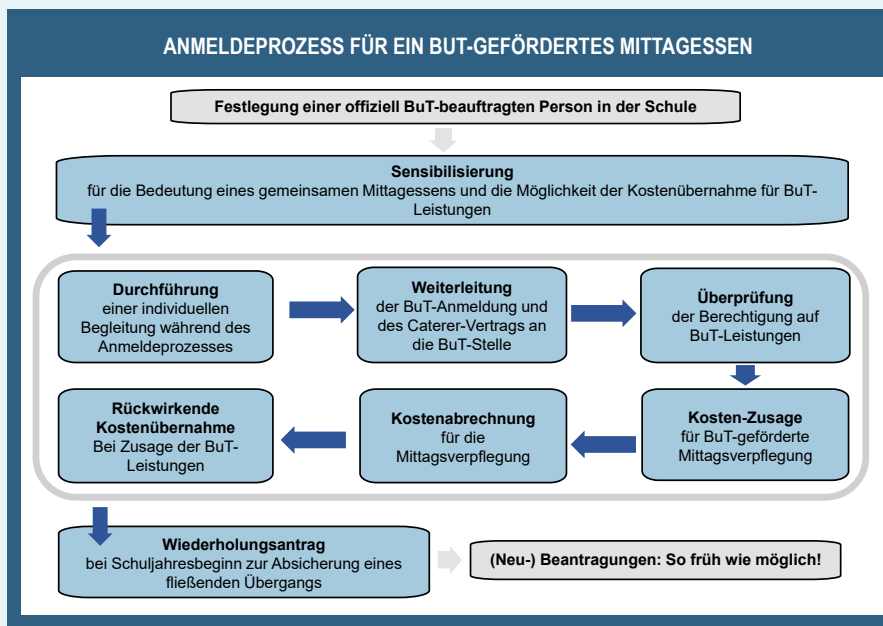 ANMELDEPROZESS FÜR EIN BUT-GEFÖRDERTES MITTAGESSEN
Festlegung einer offiziell BuT-beauftragten Person in der Schule
Sensibilisierung
für die Bedeutung eines gemeinsamen Mittagessens und die Möglichkeit der Kostenübernahme für BuT-
Leistungen
Durchführung
einer individuellen
Begleitung während des
Anmeldeprozesses
Weiterleitung
der BuT-Anmeldung und
des Caterer-Vertrags an
die BuT-Stelle
Überprüfung
der Berechtigung auf
BuT-Leistungen
Kosten-Zusage
für BuT-geförderte
Mittagsverpflegung
Kostenabrechnung
für die
Mittagsverpflegung
Rückwirkende
Kostenübernahme
Bei Zusage der BuT-
Leistungen
Wiederholungsantrag
bei Schuljahresbeginn zur Absicherung eines
fließenden Übergangs
(Neu-) Beantragungen: So früh wie möglich!